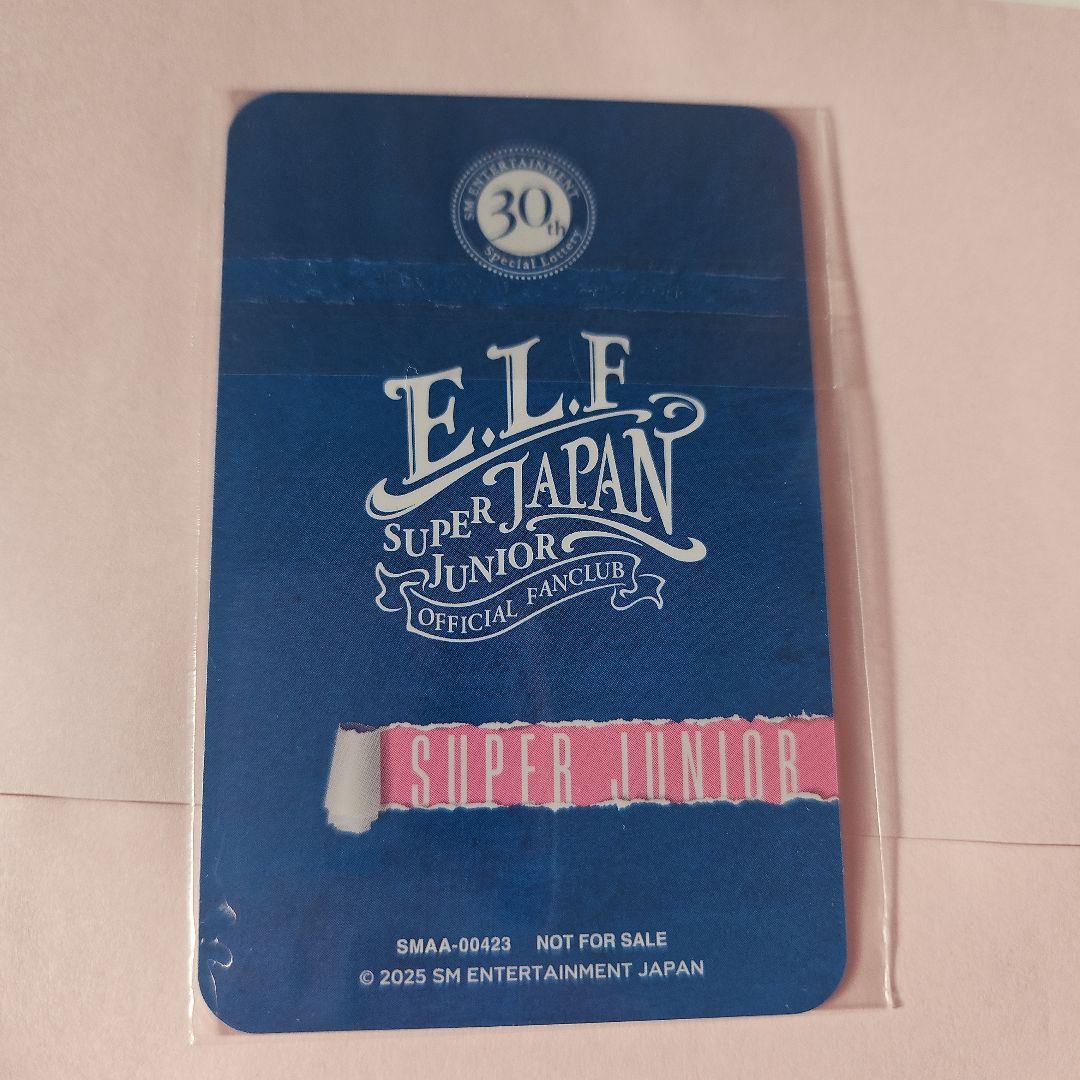 SM ENTERTAINMENT
30th
Special Lottery
E.L.F
JAPAN
SUPER
JUNIOR
OFFICIAL FANCLUB
SUPER JUNIOR
SMAA-00423 NOT FOR SALE
© 2025 SM ENTERTAINMENT JAPAN